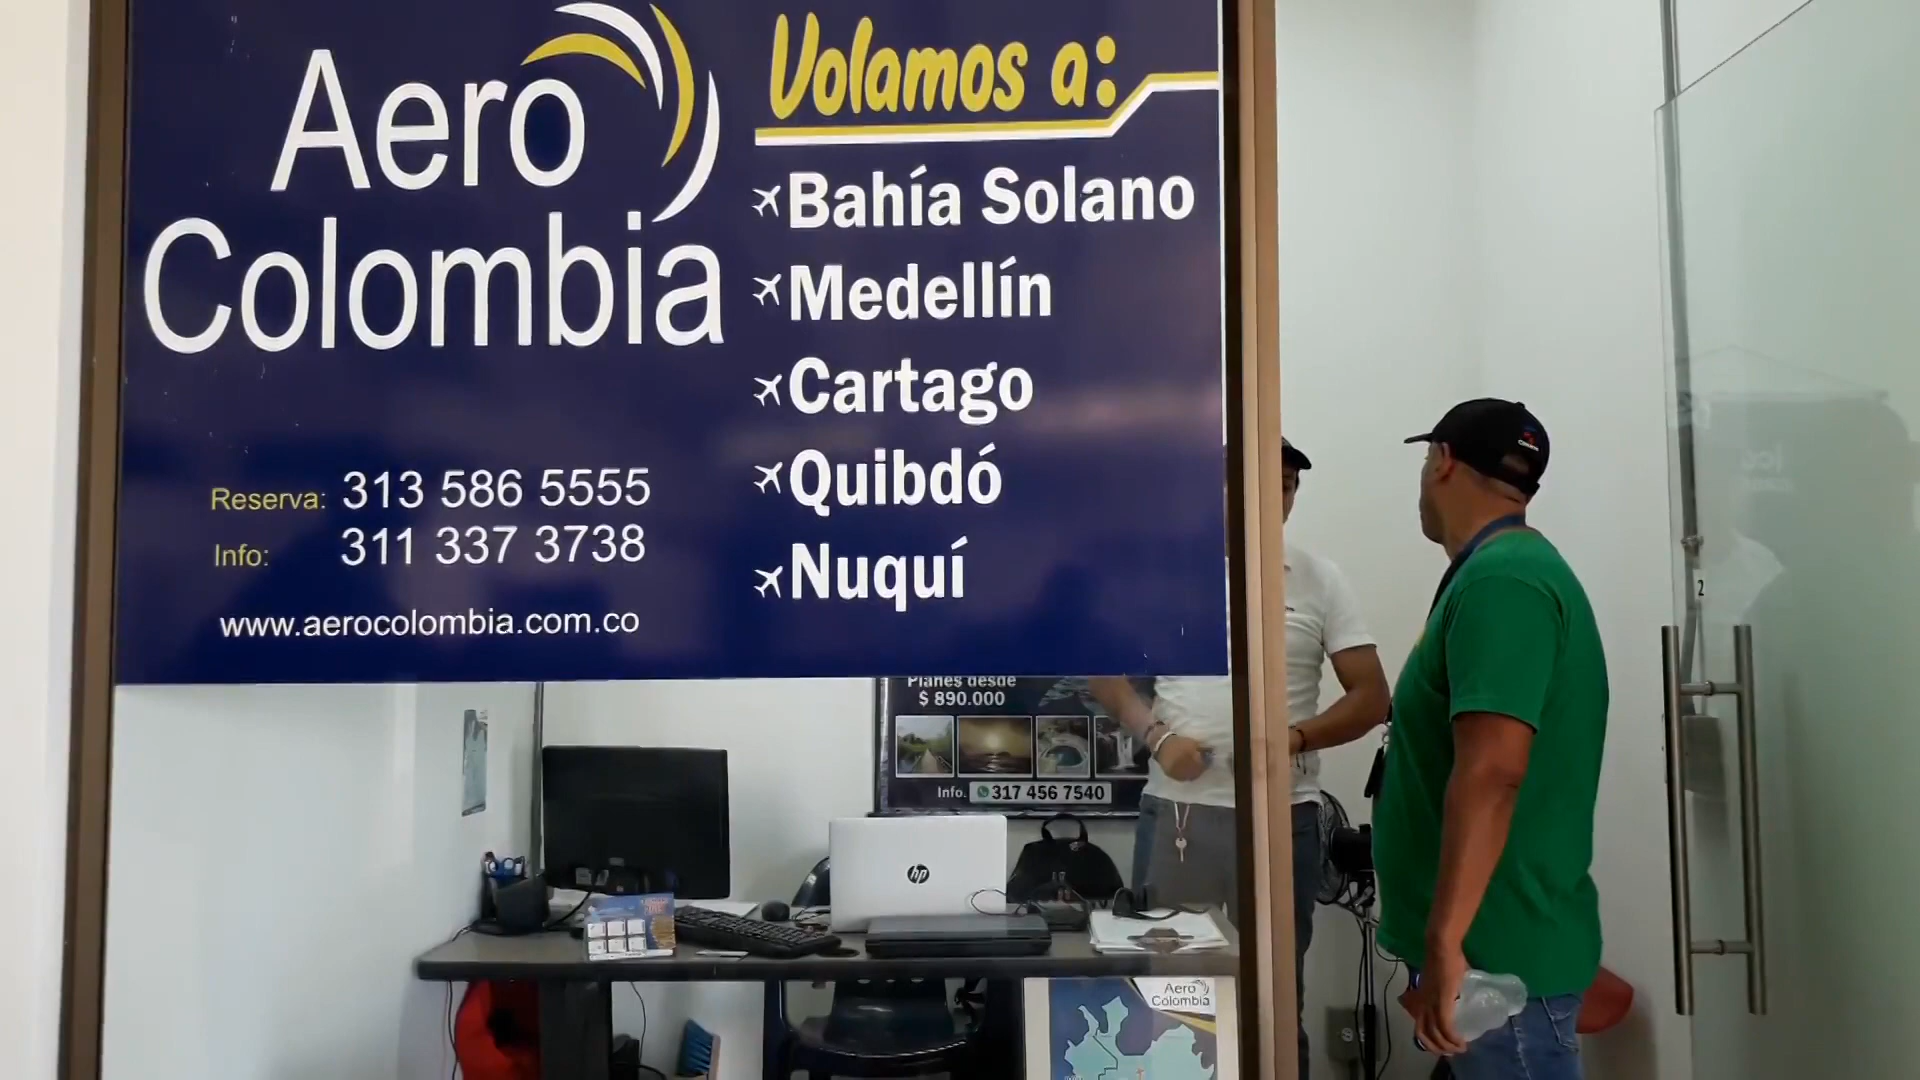 Aero
Colombia
Reserva: 313 586 5555
Info: 311 337 3738
www.aerocolombia.com.co
Volamos a:
Bahía Solano
Medellín
Cartago
Quibdó
Nuquí
Planes desde
$ 890.000
Info. 317 456 7540
hp
Aero
Colombia
2